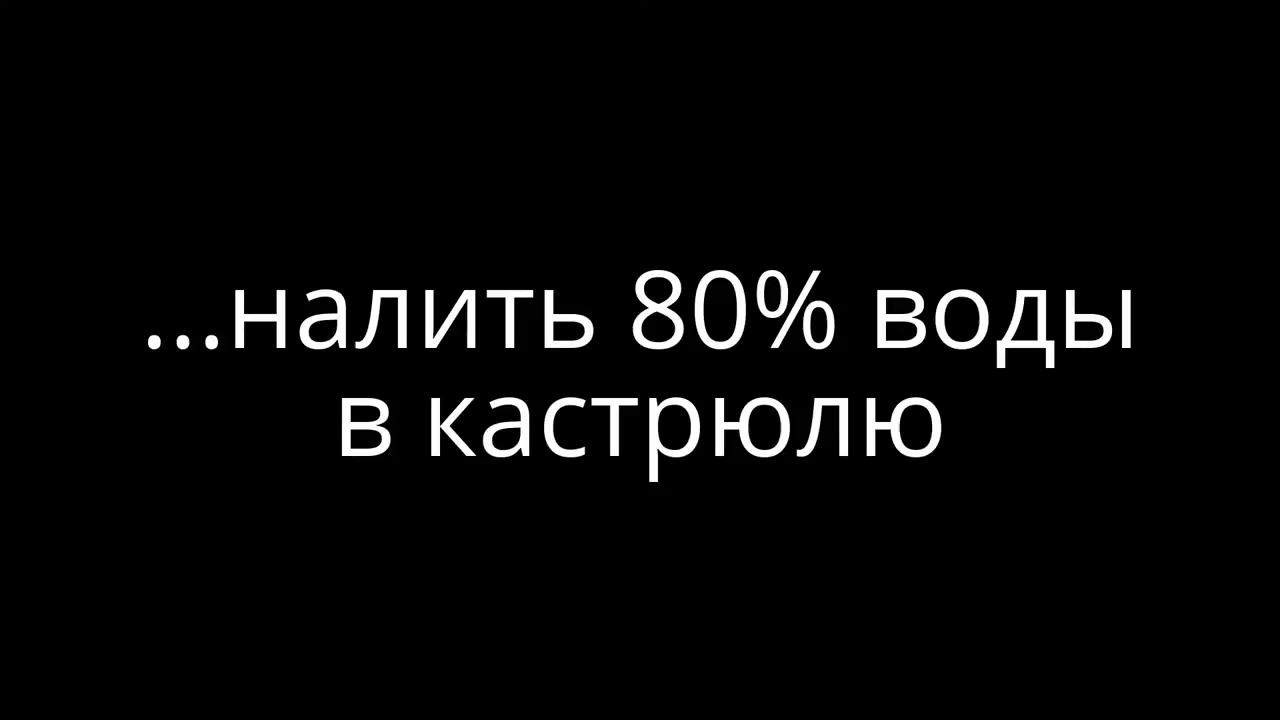 ...налить 80% воды
в кастрюлю